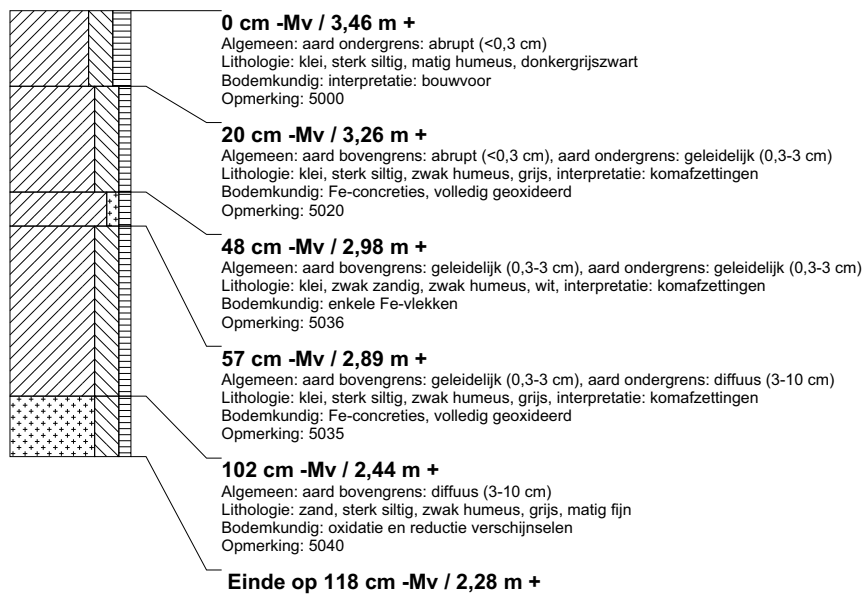 0 cm -Mv / 3,46 m +
Algemeen: aard ondergrens: abrupt (<0,3 cm)
Lithologie: klei, sterk siltig, matig humeus, donkergrijszwart
Bodemkundig: interpretatie: bouwvoor
Opmerking: 5000
20 cm -Mv / 3,26 m +
Algemeen: aard bovengrens: abrupt (<0,3 cm), aard ondergrens: geleidelijk (0,3-3 cm)
Lithologie: klei, sterk siltig, zwak humeus, grijs, interpretatie: komafzettingen
Bodemkundig: Fe-concreties, volledig geoxideerd
Opmerking: 5020
48 cm -Mv / 2,98 m +
Algemeen: aard bovengrens: geleidelijk (0,3-3 cm), aard ondergrens: geleidelijk (0,3-3 cm)
Lithologie: klei, zwak zandig, zwak humeus, wit, interpretatie: komafzettingen
Bodemkundig: enkele Fe-vlekken
Opmerking: 5036
57 cm -Mv / 2,89 m +
Algemeen: aard bovengrens: geleidelijk (0,3-3 cm), aard ondergrens: diffuus (3-10 cm)
Lithologie: klei, sterk siltig, zwak humeus, grijs, interpretatie: komafzettingen
Bodemkundig: Fe-concreties, volledig geoxideerd
Opmerking: 5035
102 cm -Mv / 2,44 m +
Algemeen: aard bovengrens: diffuus (3-10 cm)
Lithologie: zand, sterk siltig, zwak humeus, grijs, matig fijn
Bodemkundig: oxidatie en reductie verschijnselen
Opmerking: 5040
Einde op 118 cm -Mv / 2,28 m +